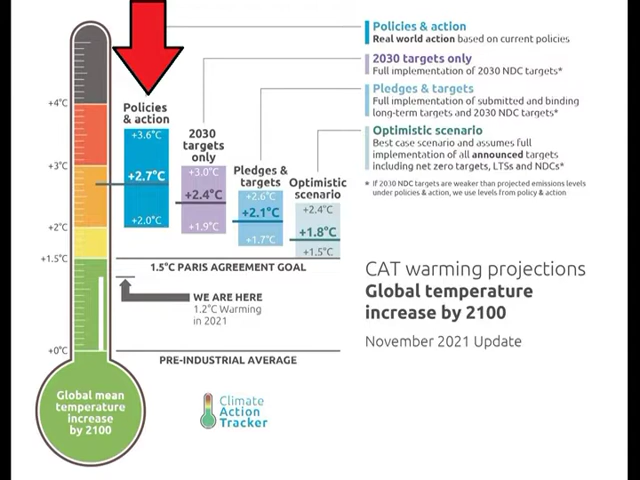 Policies & action
Real world action based on current policies
2030 targets only
Full implementation of 2030 NDC targets*
Pledges & targets
Full implementation of submitted and binding
long-term targets and 2030 NDC targets*
Optimistic scenario
Best case scenario and assumes full
implementation of all announced targets
including net zero targets, LTSs and NDCs*
* If 2030 NDC targets are weaker than projected emissions levels
under policies & action, we use levels from policy & action
+4°C
+3°C
+2°C
+1.5°C
+0°C
Policies
& action
+3.6°C
+2.7°C
+2.0°C
2030
targets
only
+3.0°C
+2.4°C
+1.9°C
Pledges &
targets
+2.6°C
+2.1°C
+1.7°C
Optimistic
scenario
+2.4°C
+1.8°C
+1.5°C
1.5°C PARIS AGREEMENT GOAL
WE ARE HERE
1.2°C Warming
in 2021
PRE-INDUSTRIAL AVERAGE
CAT warming projections
Global temperature
increase by 2100
November 2021 Update
Global mean
temperature
increase
by 2100
Climate
Action
Tracker